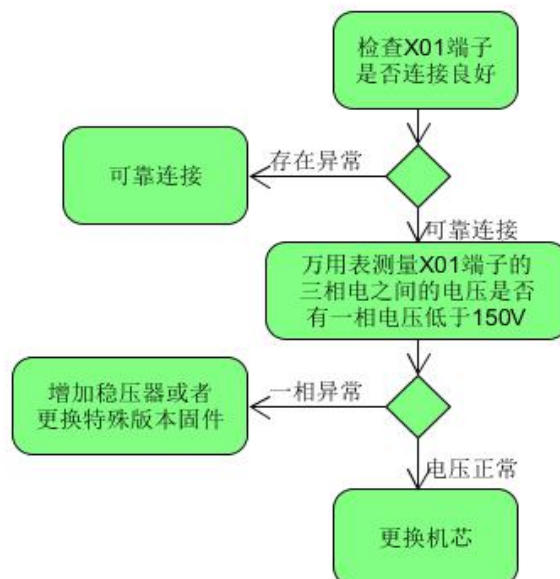 检查X01端子
是否连接良好
存在异常
可靠连接
可靠连接
万用表测量X01端子的
三相电之间的电压是否
有一相电压低于150V
一相异常
增加稳压器或者
更换特殊版本固件
电压正常
更换机芯